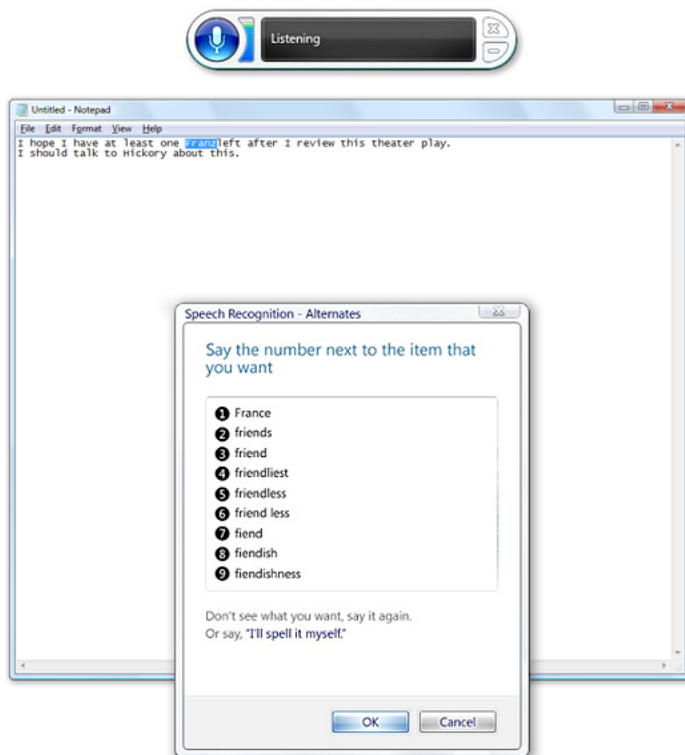 Listening
Untitled - Notepad
File Edit Format View Help
I hope I have at least one Franzleft after I review this theater play.
I should talk to Hickory about this.
Speech Recognition - Alternates
Say the number next to the item that
you want
1 France
2 friends
3 friend
4 friendliest
5 friendless
6 friend less
7 fiend
8 fiendish
9 fiendishness
Don't see what you want, say it again.
Or say, "I'll spell it myself."
OK Cancel